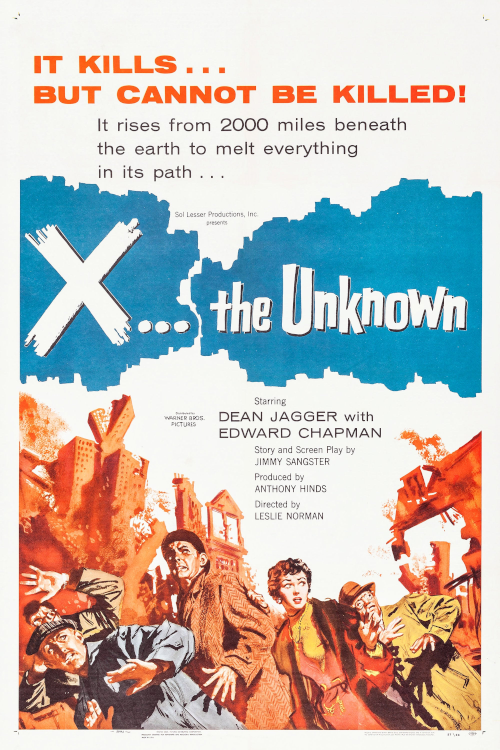 IT KILLS...
BUT CANNOT BE KILLED!
It rises from 2000 miles beneath
the earth to melt everything
in its path...
Sol Lesser Productions, Inc.
presents
X... the Unknown
Starring
Distributed by
WARNER BROS.
PICTURES
DEAN JAGGER with
EDWARD CHAPMAN
Story and Screen Play by
JIMMY SANGSTER
Produced by
ANTHONY HINDS
Directed by
LESLIE NORMAN